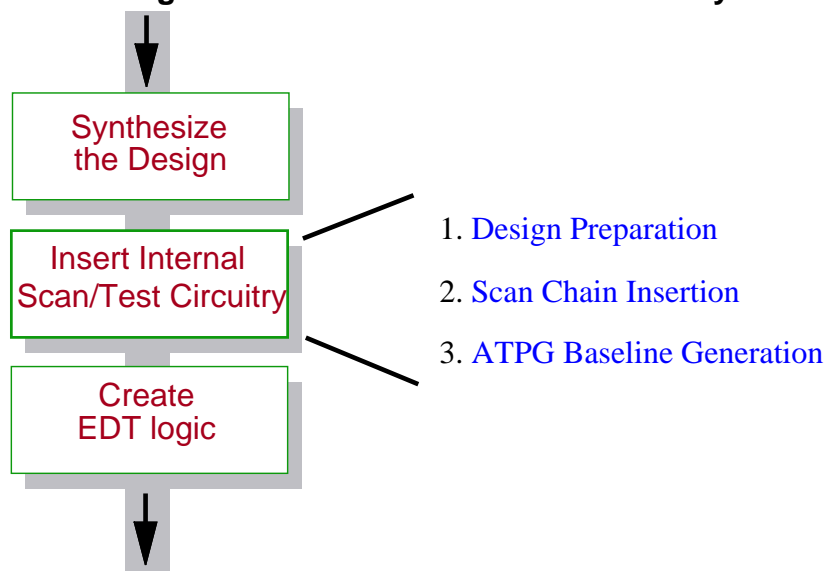 Synthesize
the Design
Insert Internal
Scan/Test Circuitry
1. Design Preparation
2. Scan Chain Insertion
3. ATPG Baseline Generation
Create
EDT logic